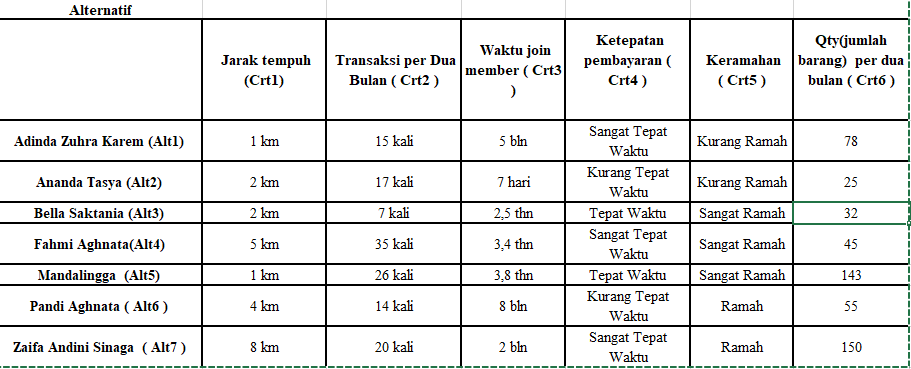 Alternatif
Jarak tempuh (Crt1) Transaksi per Dua Bulan ( Crt2 ) Waktu join member ( Crt3 ) Ketepatan pembayaran ( Crt4 ) Keramahan ( Crt5 ) Qty(jumlah barang) per dua bulan ( Crt6 )
Adinda Zuhra Karem (Alt1) 1 km 15 kali 5 bln Sangat Tepat Waktu Kurang Ramah 78
Ananda Tasya (Alt2) 2 km 17 kali 7 hari Kurang Tepat Waktu Kurang Ramah 25
Bella Saktania (Alt3) 2 km 7 kali 2,5 thn Tepat Waktu Sangat Ramah 32
Fahmi Aghnata(Alt4) 5 km 35 kali 3,4 thn Sangat Tepat Waktu Sangat Ramah 45
Mandalingga (Alt5) 1 km 26 kali 3,8 thn Tepat Waktu Sangat Ramah 143
Pandi Aghnata ( Alt6 ) 4 km 14 kali 8 bln Kurang Tepat Waktu Ramah 55
Zaifa Andini Sinaga ( Alt7 ) 8 km 20 kali 2 bln Sangat Tepat Waktu Ramah 150